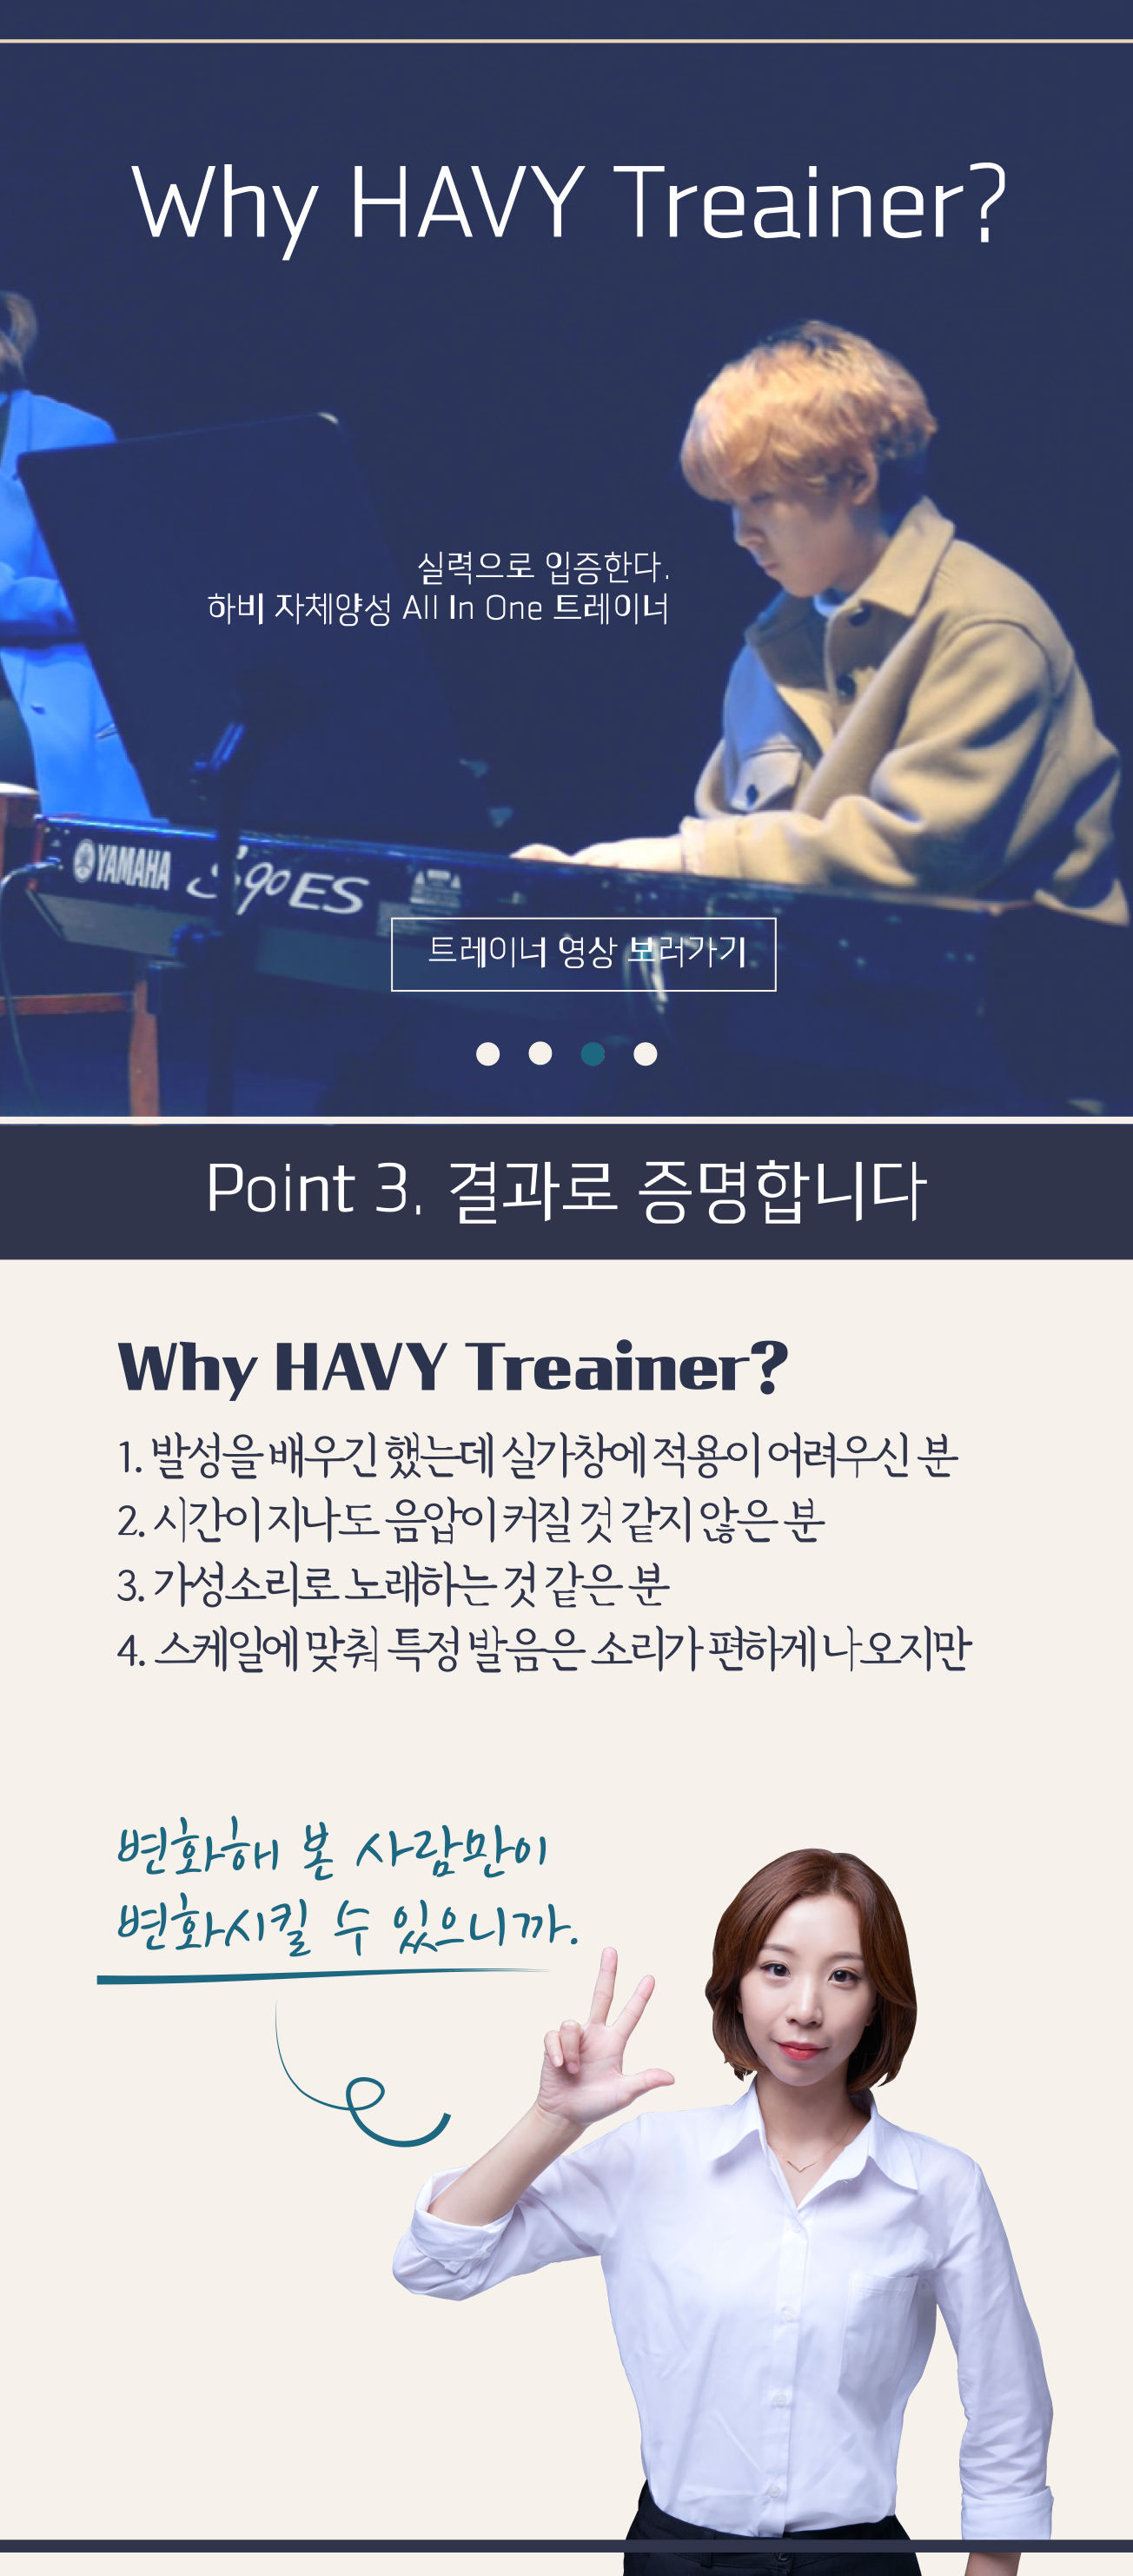 Why HAVY Treainer?
실력으로 입증한다.
하비 자체양성 All In One 트레이너
YAMAHA S90ES
트레이너 영상 보러가기
Point 3. 결과로 증명합니다
Why HAVY Treainer?
1. 발성을 배우긴 했는데 실가창에 적용이 어려우신 분
2. 시간이 지나도 음압이 커질 것 같지 않은 분
3. 가성소리로 노래하는 것 같은 분
4. 스케일에 맞춰 특정 발음은 소리가 편하게 나오지만
변화해 본 사람만이
변화시킬 수 있으니까.